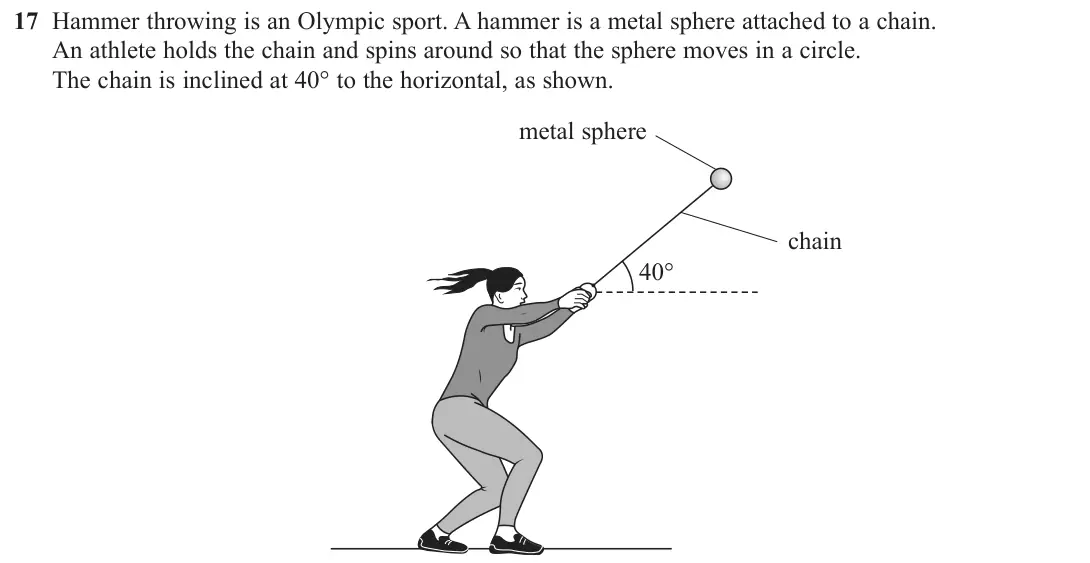 17 Hammer throwing is an Olympic sport. A hammer is a metal sphere attached to a chain.
An athlete holds the chain and spins around so that the sphere moves in a circle.
The chain is inclined at 40° to the horizontal, as shown.
metal sphere
chain
40°